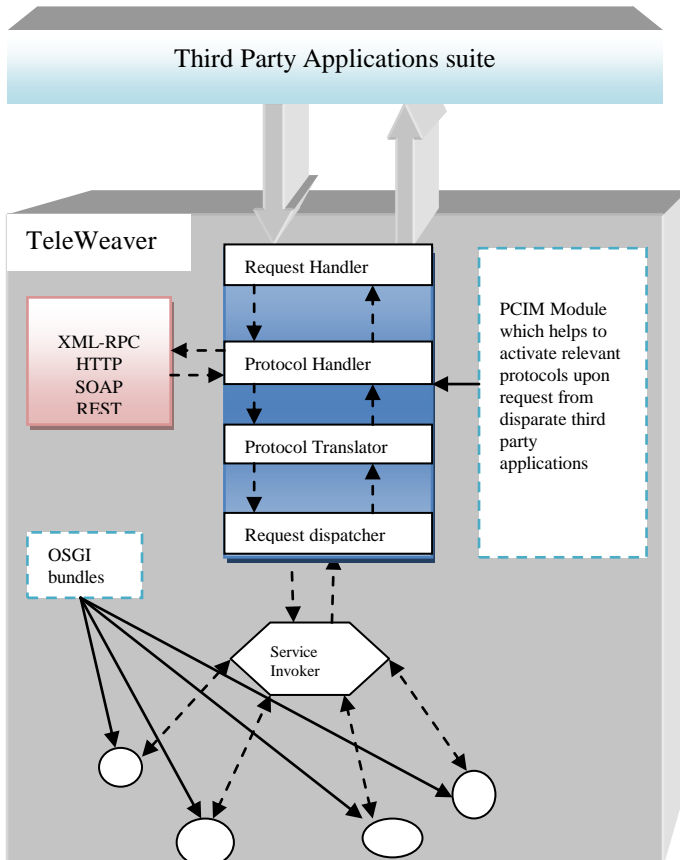 Third Party Applications suite
TeleWeaver
Request Handler
XML-RPC
HTTP
SOAP
REST
Protocol Handler
PCIM Module
which helps to
activate relevant
protocols upon
request from
disparate third
party
applications
Protocol Translator
Request dispatcher
OSGI
bundles
Service
Invoker